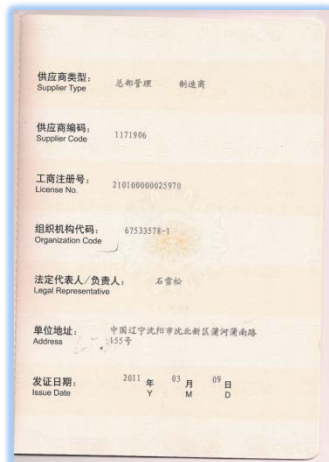 供应商类型： 总部管理 制造商
Supplier Type
供应商编码： 1171906
Supplier Code
工商注册号： 210160000025970
License No.
组织机构代码： 67533578-1
Organization Code
法定代表人/负责人： 石雪松
Legal Representative
单位地址： 中国辽宁沈阳市沈北新区蒲河蒲南路
Address 155号
发证日期： 2011 年 03 月 09 日
Issue Date Y M D